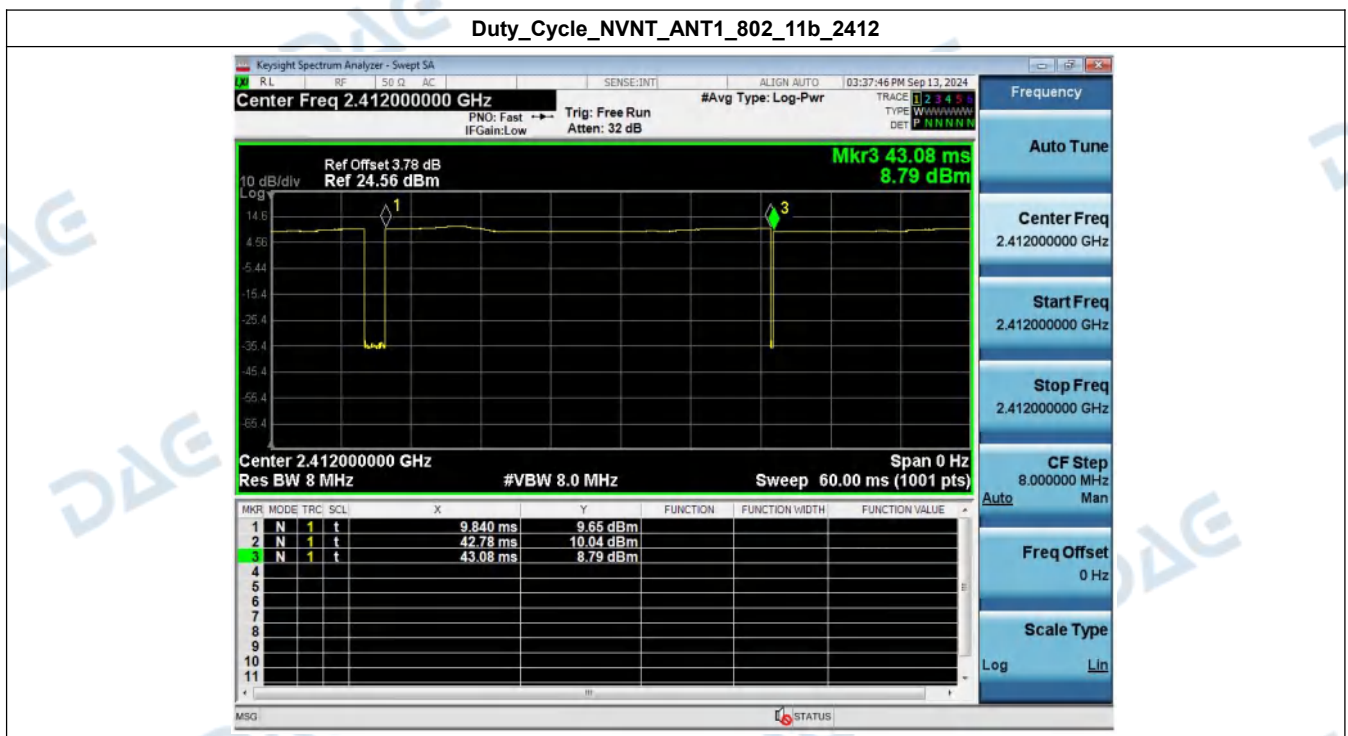 Duty_Cycle_NVNT_ANT1_802_11b_2412
Keysight Spectrum Analyzer - Swept SA
RL RF 50 Ω AC SENSE:INT ALIGN AUTO 03:37:46 PM Sep 13, 2024
Center Freq 2.412000000 GHz
PNO: Fast
IFGain:Low
Trig: Free Run
Atten: 32 dB
#Avg Type: Log-Pwr
TRACE 1 2 3 4 5 6
TYPE WWWWWW
DET P N N N N N
Frequency
Mkr3 43.08 ms
8.79 dBm
Ref Offset 3.78 dB
10 dB/div Ref 24.56 dBm
Log
1
3
14.6
4.56
-5.44
-15.4
-25.4
-35.4
-45.4
-55.4
-65.4
Center 2.412000000 GHz Span 0 Hz
Res BW 8 MHz #VBW 8.0 MHz Sweep 60.00 ms (1001 pts)
MKR MODE TRC SCL X Y FUNCTION FUNCTION WIDTH FUNCTION VALUE
1 N 1 t 9.840 ms 9.65 dBm
2 N 1 t 42.78 ms 10.04 dBm
3 N 1 t 43.08 ms 8.79 dBm
4
5
6
7
8
9
10
11
MSG STATUS
Auto Tune
Center Freq
2.412000000 GHz
Start Freq
2.412000000 GHz
Stop Freq
2.412000000 GHz
CF Step
8.000000 MHz
Auto Man
Freq Offset
0 Hz
Scale Type
Log Lin
DAE
DAE